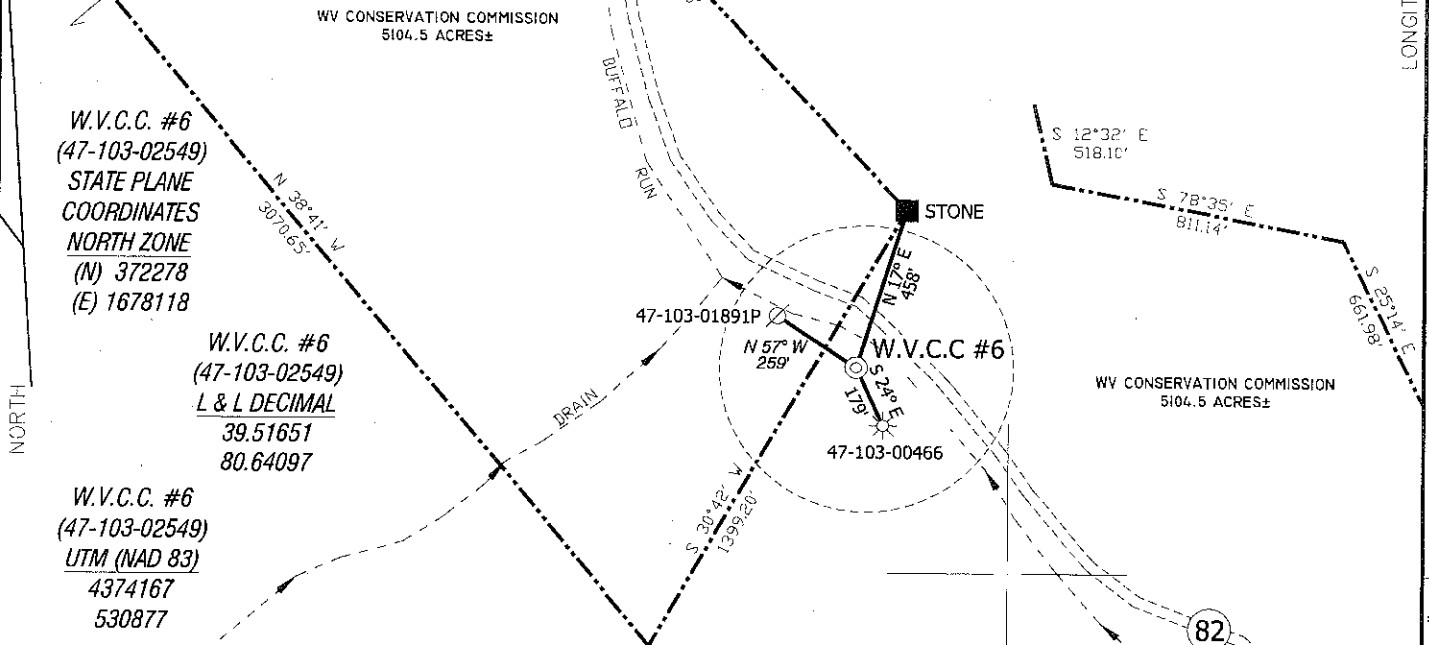 WV CONSERVATION COMMISSION
5104.5 ACRES±
LONGIT
BUFFALO
RUN
W.V.C.C. #6
(47-103-02549)
STATE PLANE
COORDINATES
NORTH ZONE
(N) 372278
(E) 1678118
N 38°41' W
3070.65'
S 12°32' E
518.10'
S 78°35' E
811.14'
S 25°14' E
661.98'
STONE
N 17° E
458'
47-103-01891P
N 57° W
259'
W.V.C.C #6
S 24° E
179'
47-103-00466
W.V.C.C. #6
(47-103-02549)
L & L DECIMAL
39.51651
80.64097
WV CONSERVATION COMMISSION
5104.5 ACRES±
NORTH
DRAIN
S 30°42' W
1399.20'
W.V.C.C. #6
(47-103-02549)
UTM (NAD 83)
4374167
530877
82